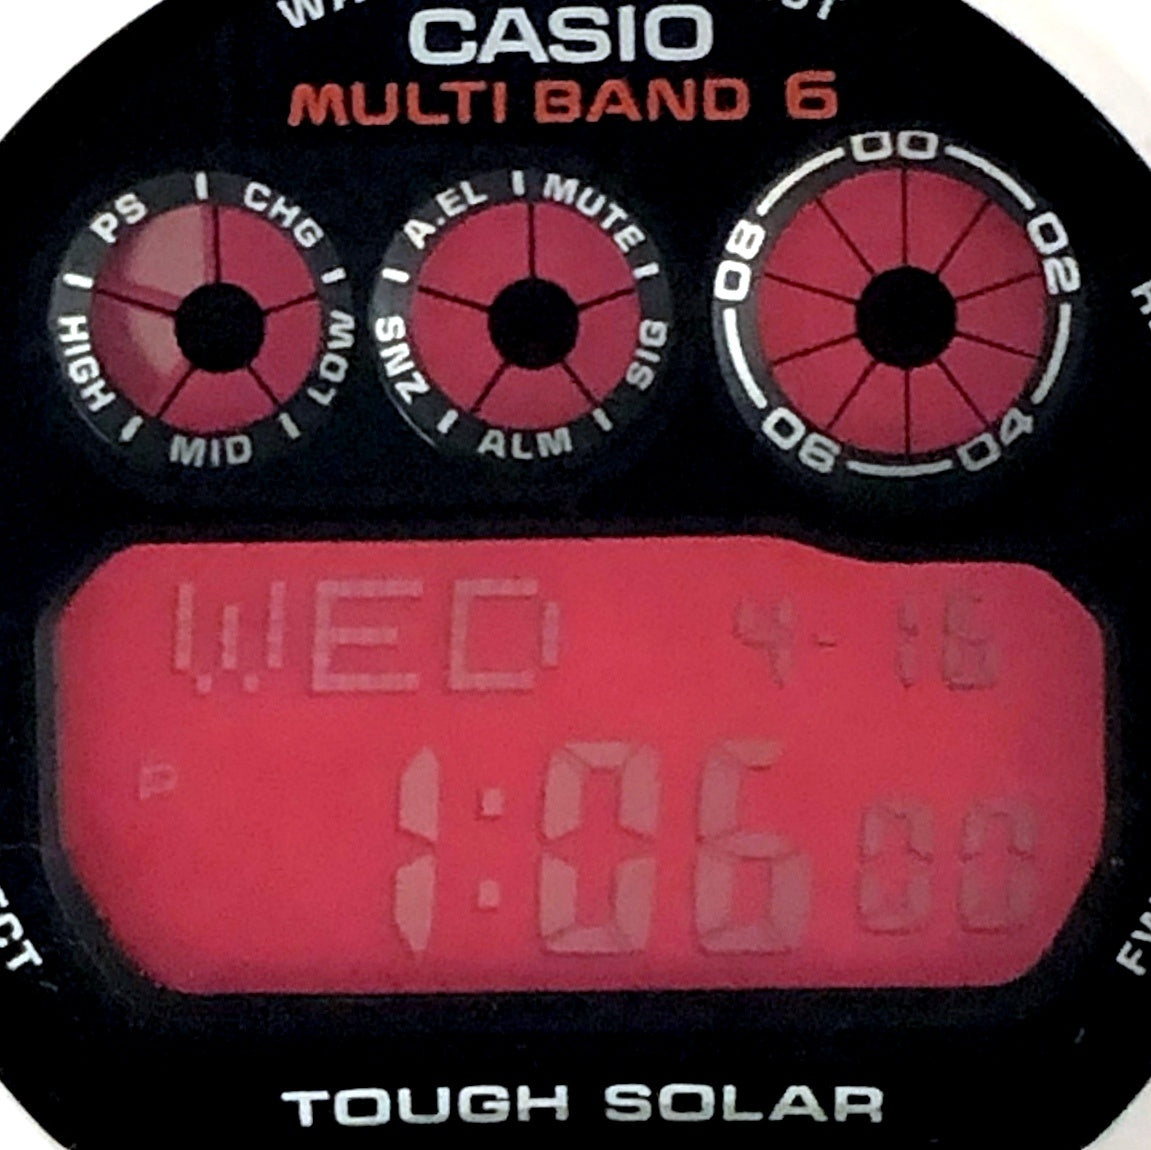 CASIO
MULTI BAND 6
PS CHG LOW MID HIGH
A.EL MUTE SIG ALM SNZ
00 02 04 06 08
WED 4-16
P 1:06 00
TOUGH SOLAR